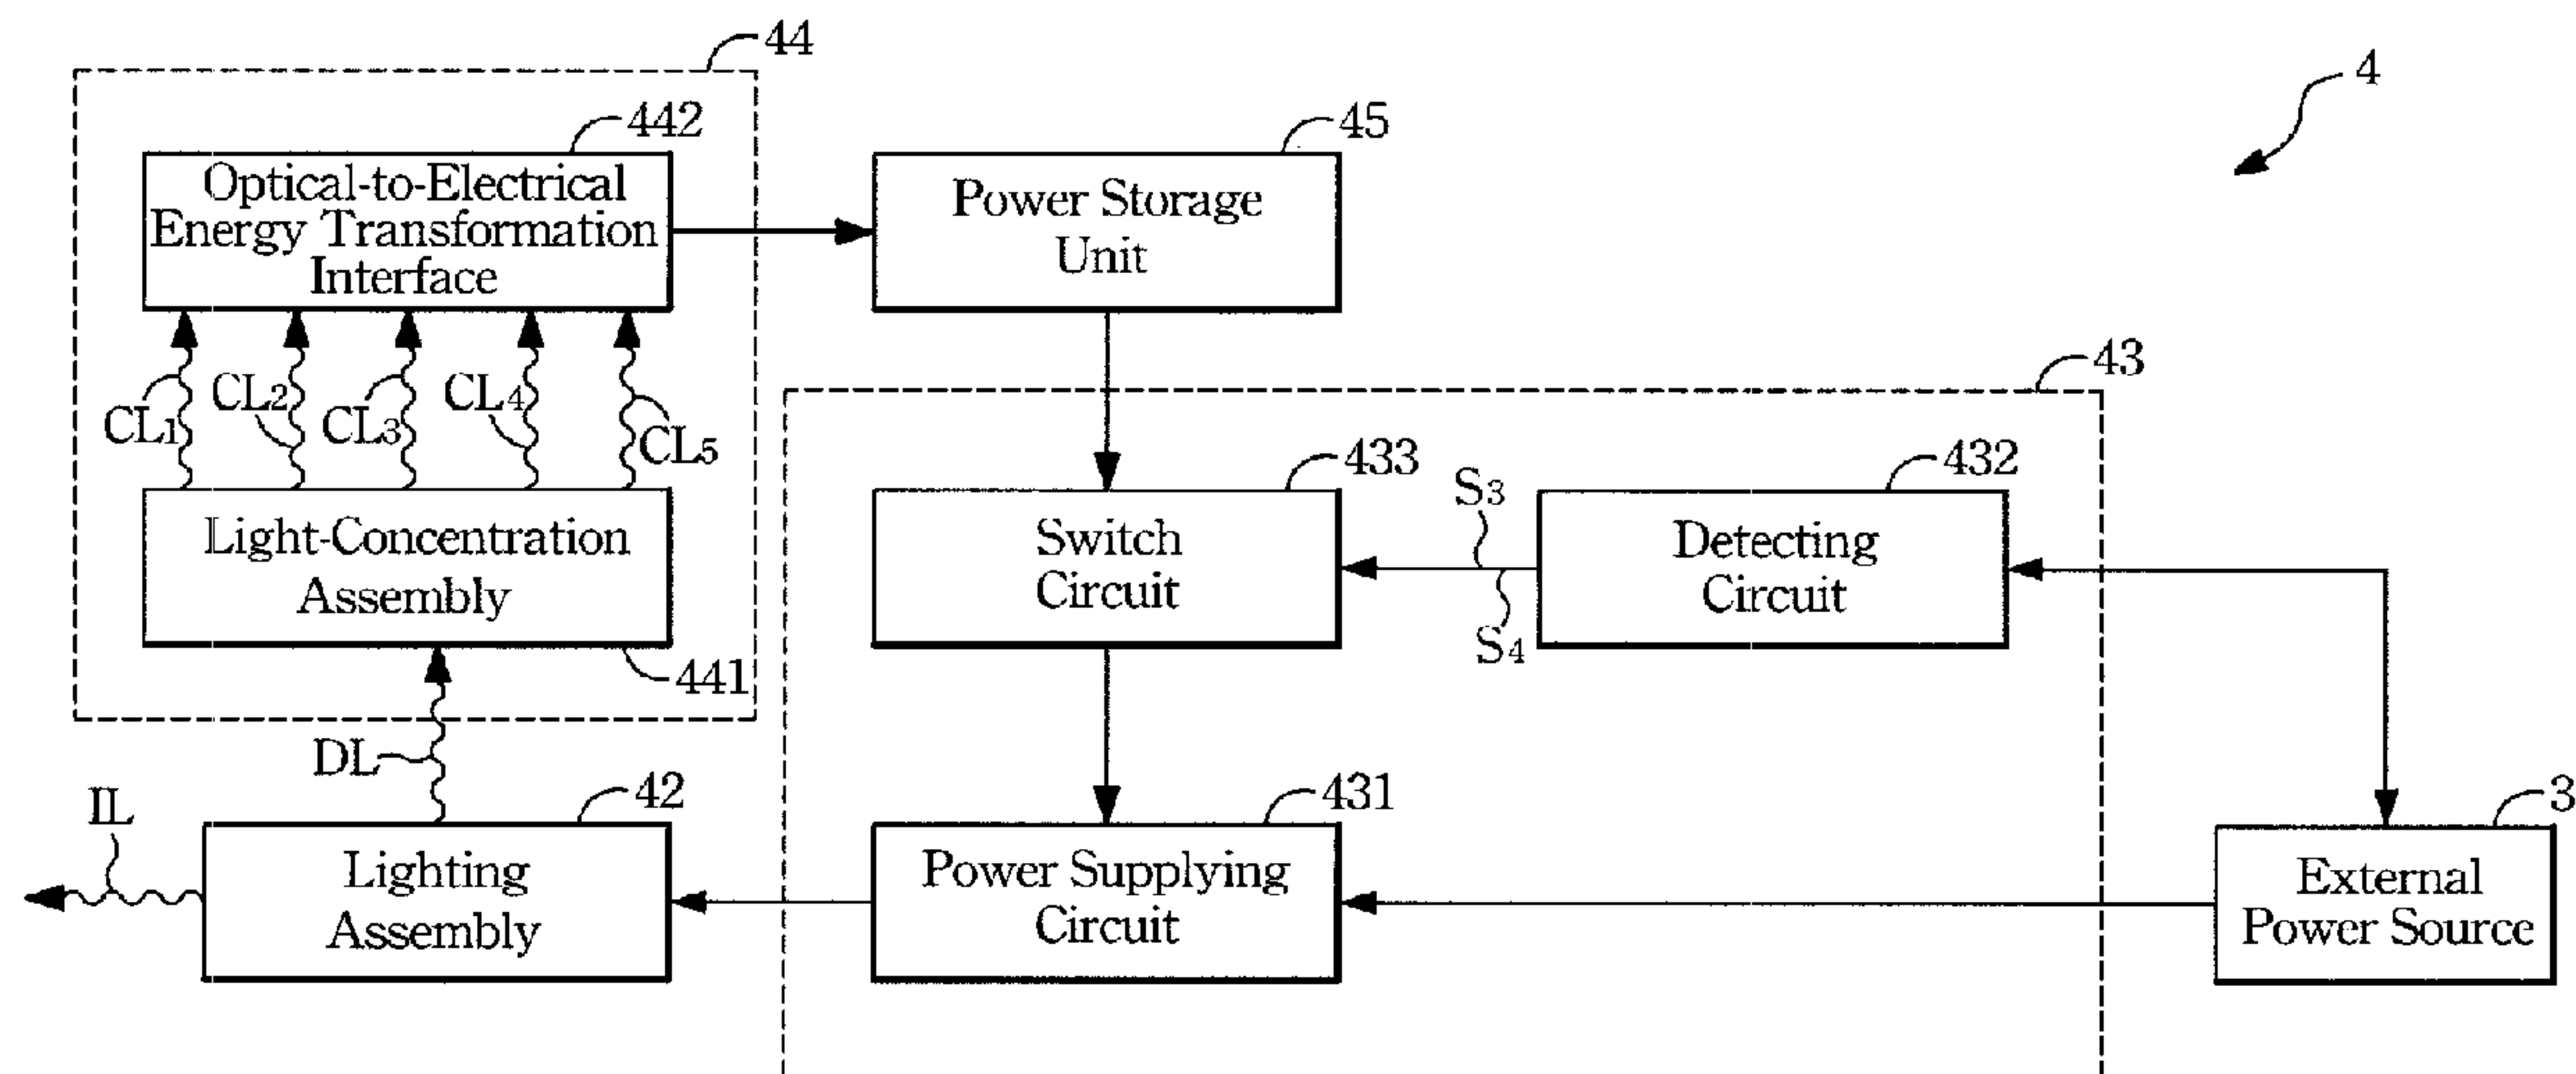 44
4
442
45
Optical-to-Electrical
Energy Transformation
Interface
Power Storage
Unit
43
CL1
CL2
CL3
CL4
CL5
433
432
S3
Light-Concentration
Assembly
Switch
Circuit
Detecting
Circuit
S4
441
DL
IL
42
431
3
Lighting
Assembly
Power Supplying
Circuit
External
Power Source